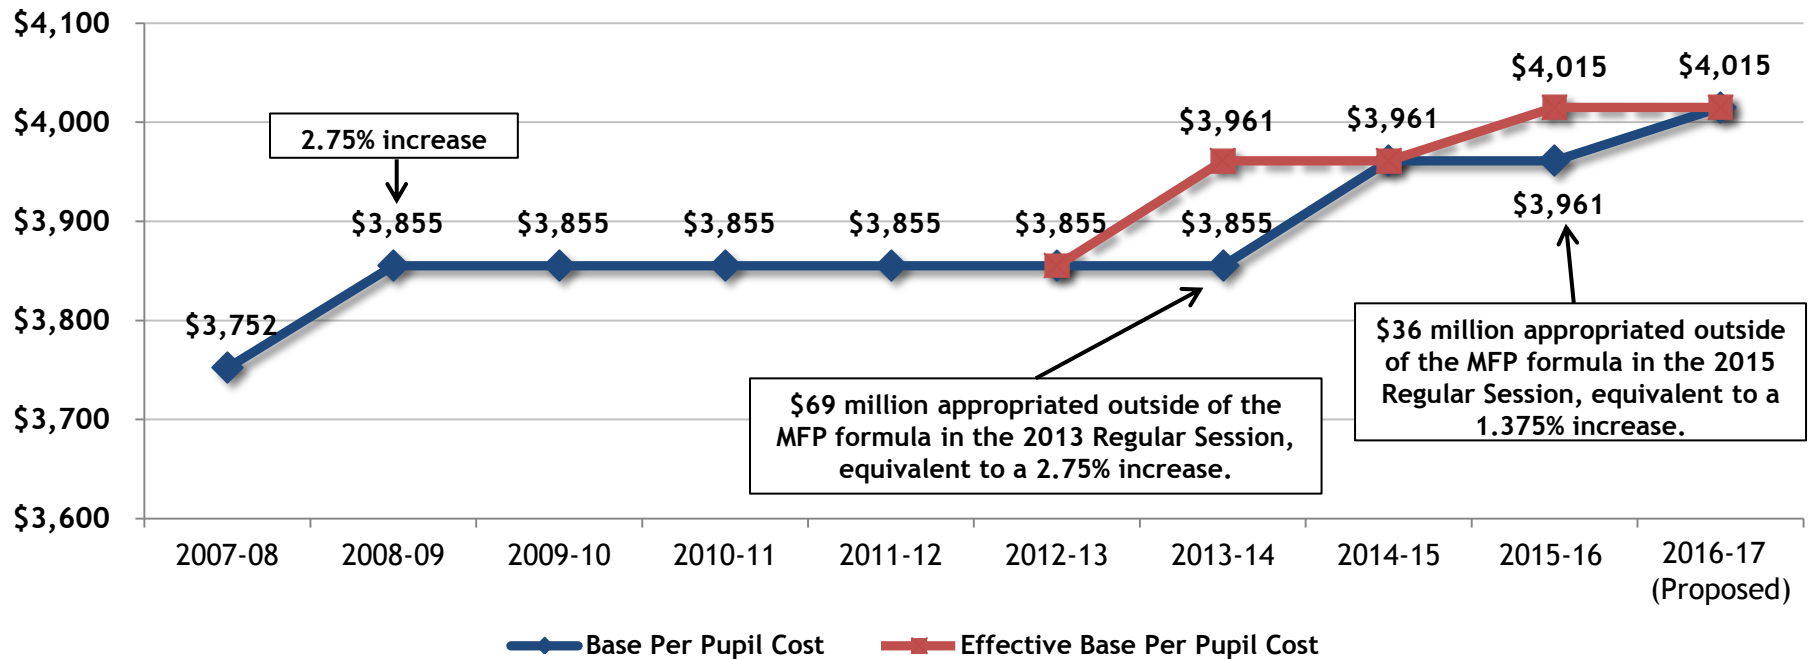 $4,100
$4,000
$3,900
$3,800
$3,700
$3,600
2.75% increase
$3,752
$3,855
$3,855
$3,855
$3,855
$3,855
$3,855
$3,961
$3,961
$4,015
$4,015
$3,961
$69 million appropriated outside of the
MFP formula in the 2013 Regular Session,
equivalent to a 2.75% increase.
$36 million appropriated outside
of the MFP formula in the 2015
Regular Session, equivalent to a
1.375% increase.
2007-08
2008-09
2009-10
2010-11
2011-12
2012-13
2013-14
2014-15
2015-16
2016-17
(Proposed)
Base Per Pupil Cost
Effective Base Per Pupil Cost